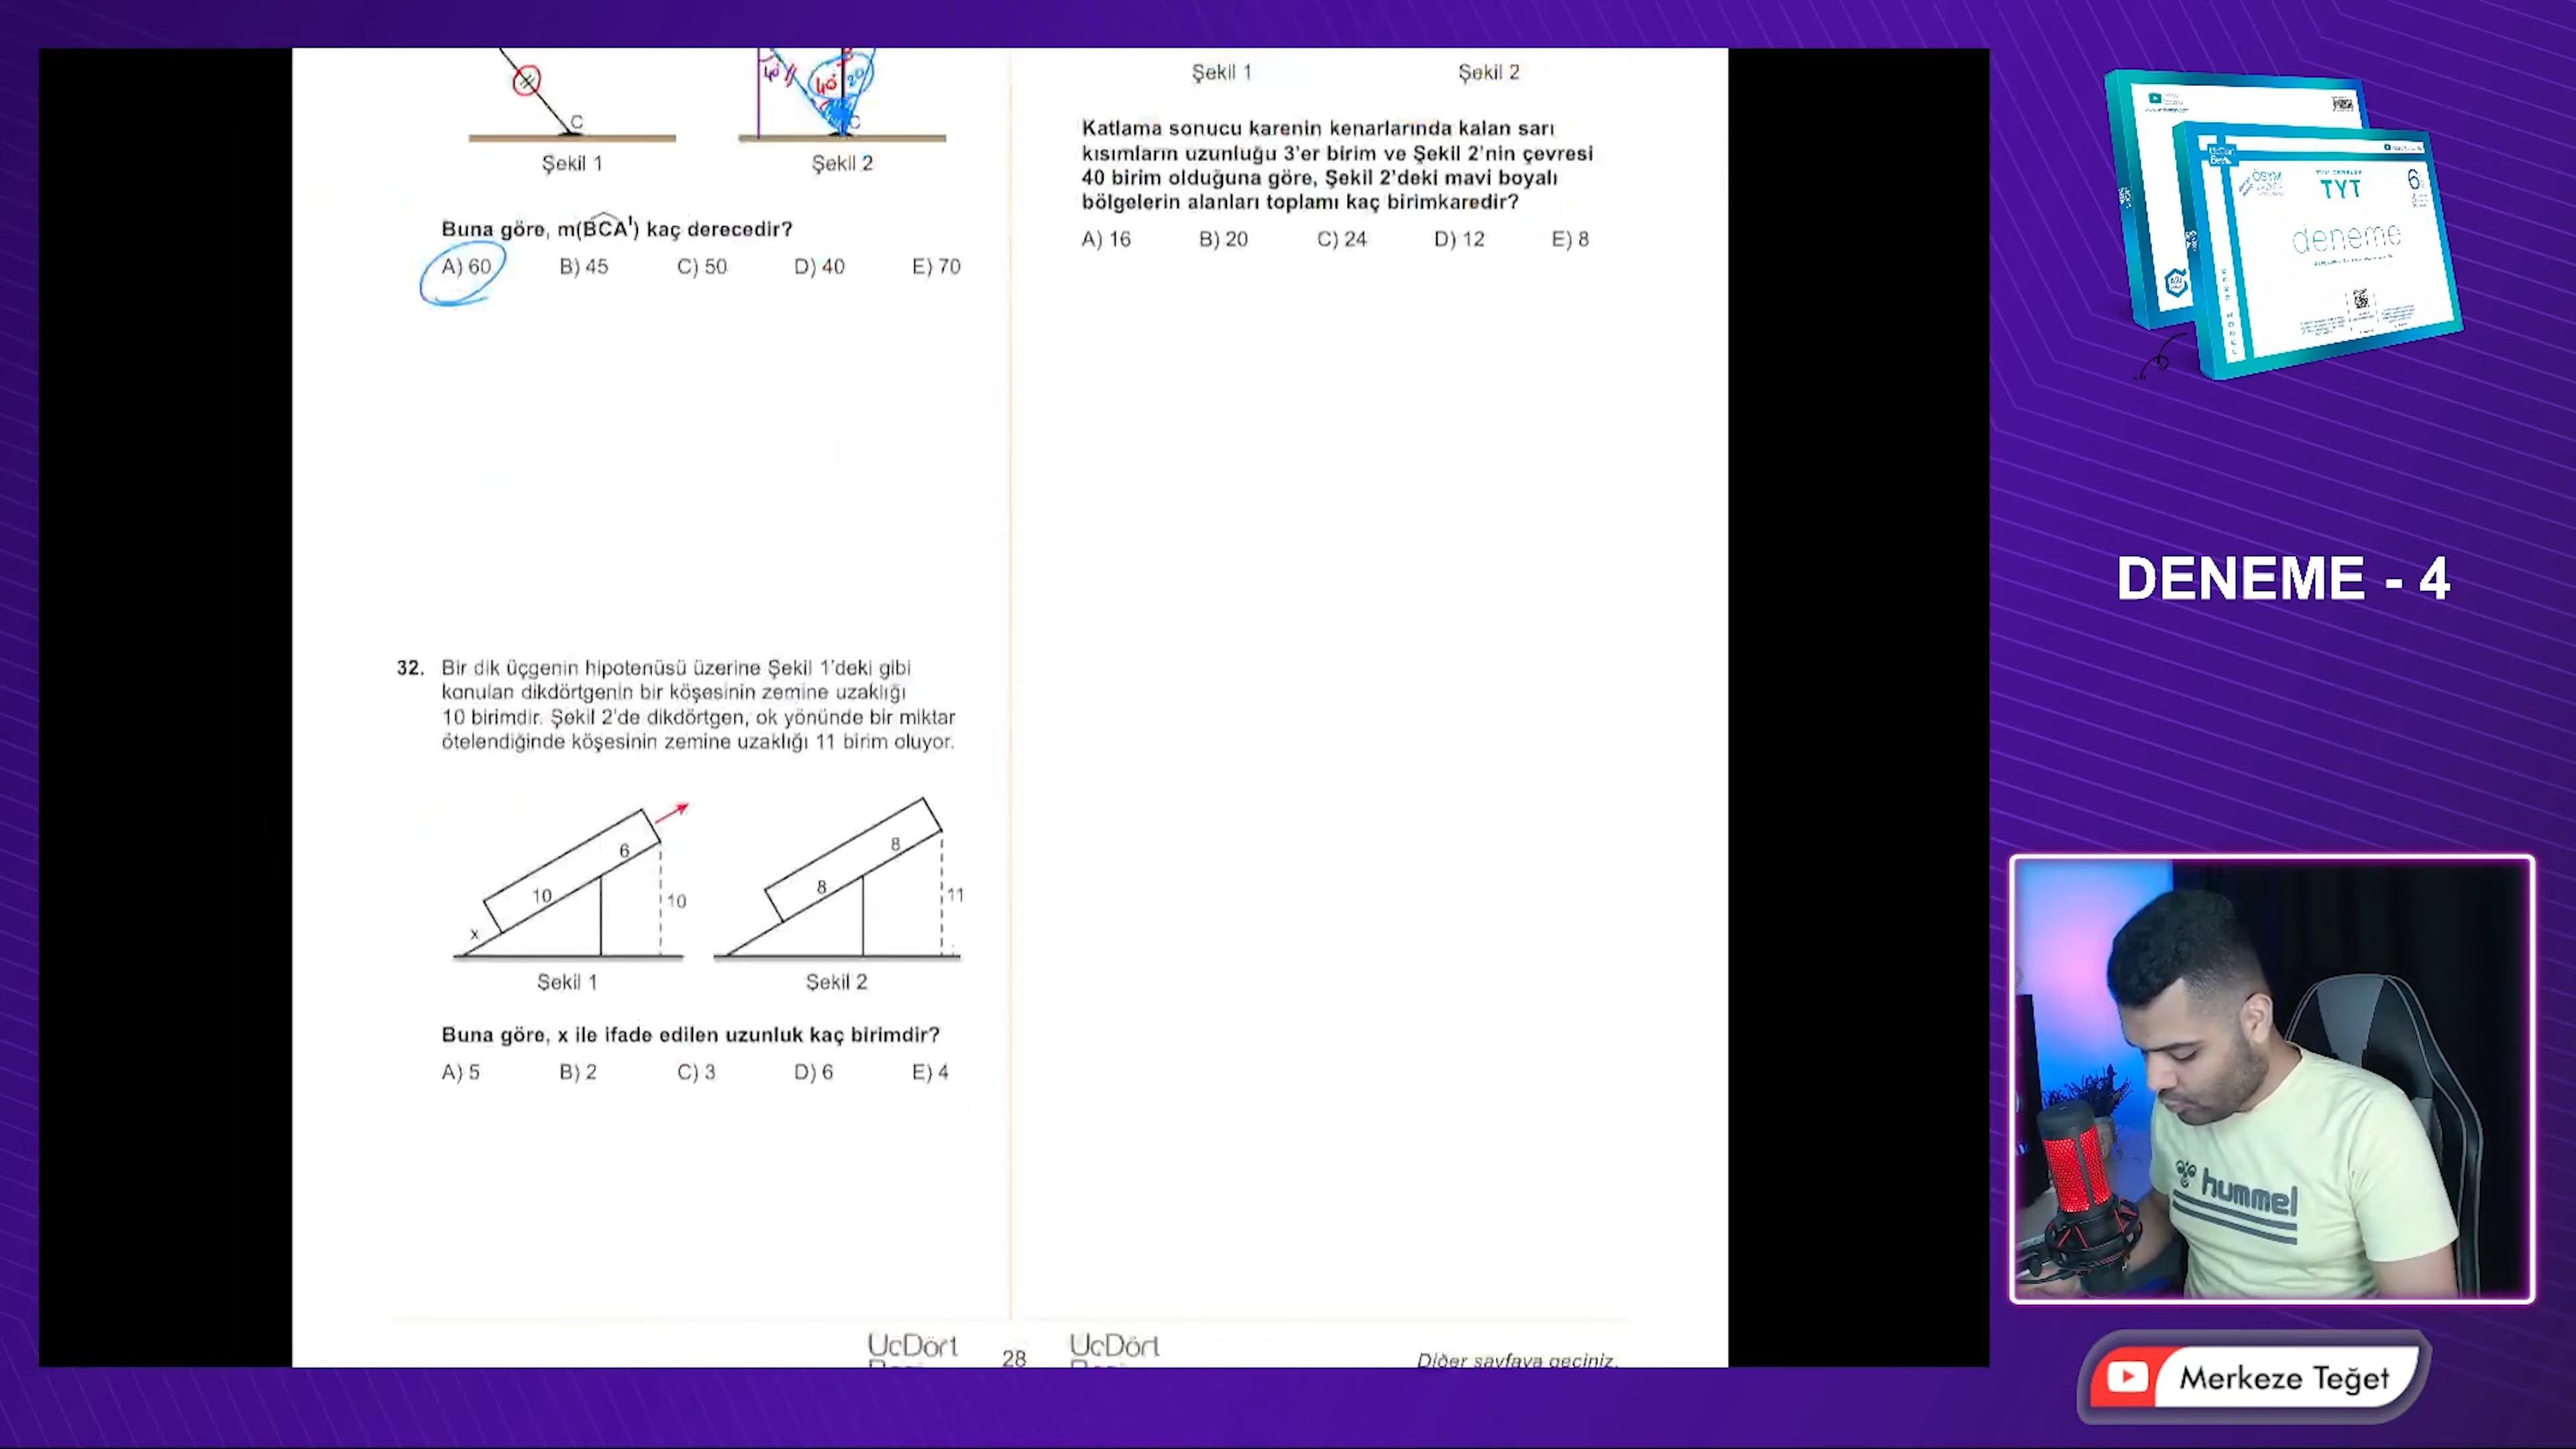 40
40
20
C
C
Şekil 1
Şekil 2
Buna göre, m(BCA') kaç derecedir?
A) 60 B) 45 C) 50 D) 40 E) 70
32. Bir dik üçgenin hipotenüsü üzerine Şekil 1'deki gibi
konulan dikdörtgenin bir köşesinin zemine uzaklığı
10 birimdir. Şekil 2'de dikdörtgen, ok yönünde bir miktar
ötelendiğinde köşesinin zemine uzaklığı 11 birim oluyor.
6
10
10
x
8
8
11
Şekil 1
Şekil 2
Buna göre, x ile ifade edilen uzunluk kaç birimdir?
A) 5 B) 2 C) 3 D) 6 E) 4
Şekil 1
Şekil 2
Katlama sonucu karenin kenarlarında kalan sarı
kısımların uzunluğu 3'er birim ve Şekil 2'nin çevresi
40 birim olduğuna göre, Şekil 2'deki mavi boyalı
bölgelerin alanları toplamı kaç birimkaredir?
A) 16 B) 20 C) 24 D) 12 E) 8
UcDört
28
UcDört
Diğer sayfaya geçiniz.
ÖSYM
TYT
6
deneme
DENEME - 4
hummel
Merkeze Teğet